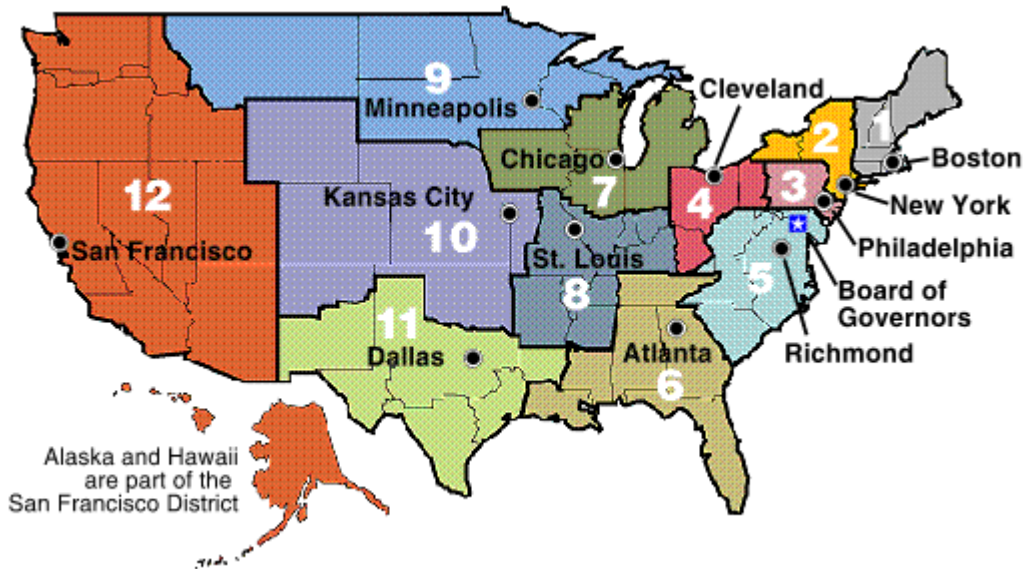 9
Minneapolis
Cleveland
1
2
Boston
Chicago
7
4
3
New York
12
Kansas City
10
Philadelphia
San Francisco
St. Louis
8
5
Board of
Governors
Richmond
11
Dallas
Atlanta
6
Alaska and Hawaii
are part of the
San Francisco District